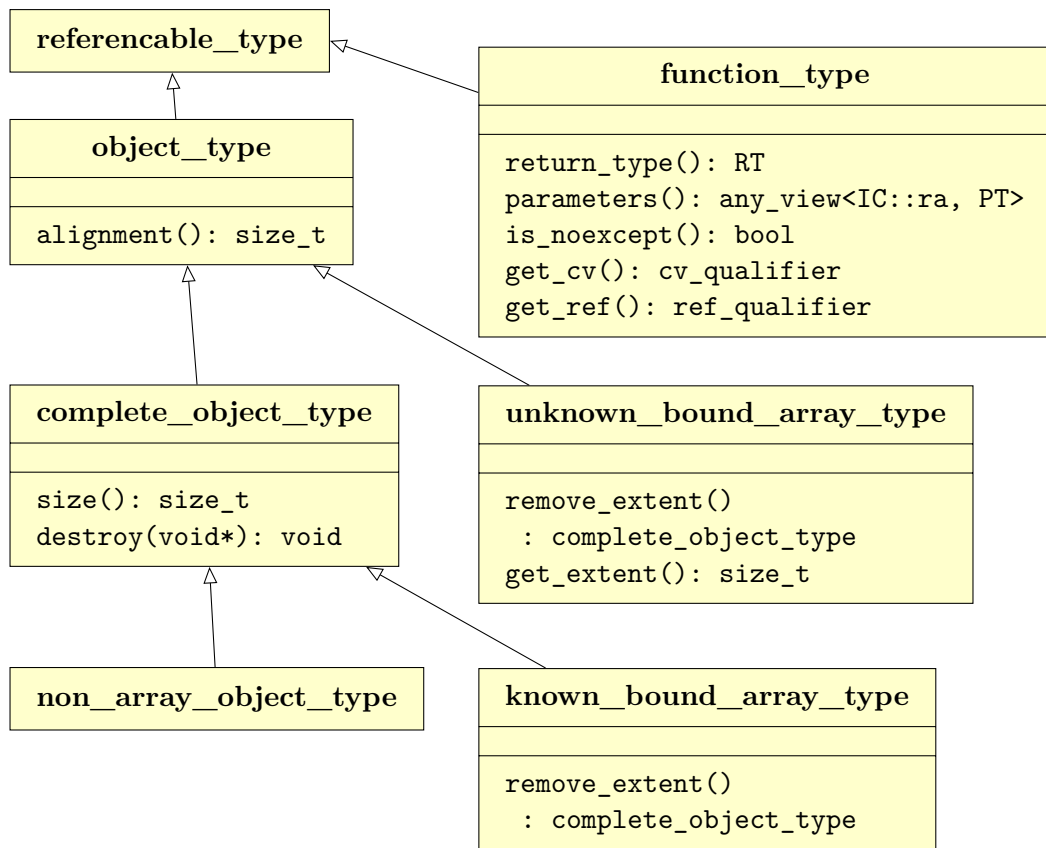 referencable_type
function_type
return_type(): RT
parameters(): any_view<IC::ra, PT>
is_noexcept(): bool
get_cv(): cv_qualifier
get_ref(): ref_qualifier
object_type
alignment(): size_t
complete_object_type
size(): size_t
destroy(void*): void
unknown_bound_array_type
remove_extent()
: complete_object_type
get_extent(): size_t
non_array_object_type
known_bound_array_type
remove_extent()
: complete_object_type